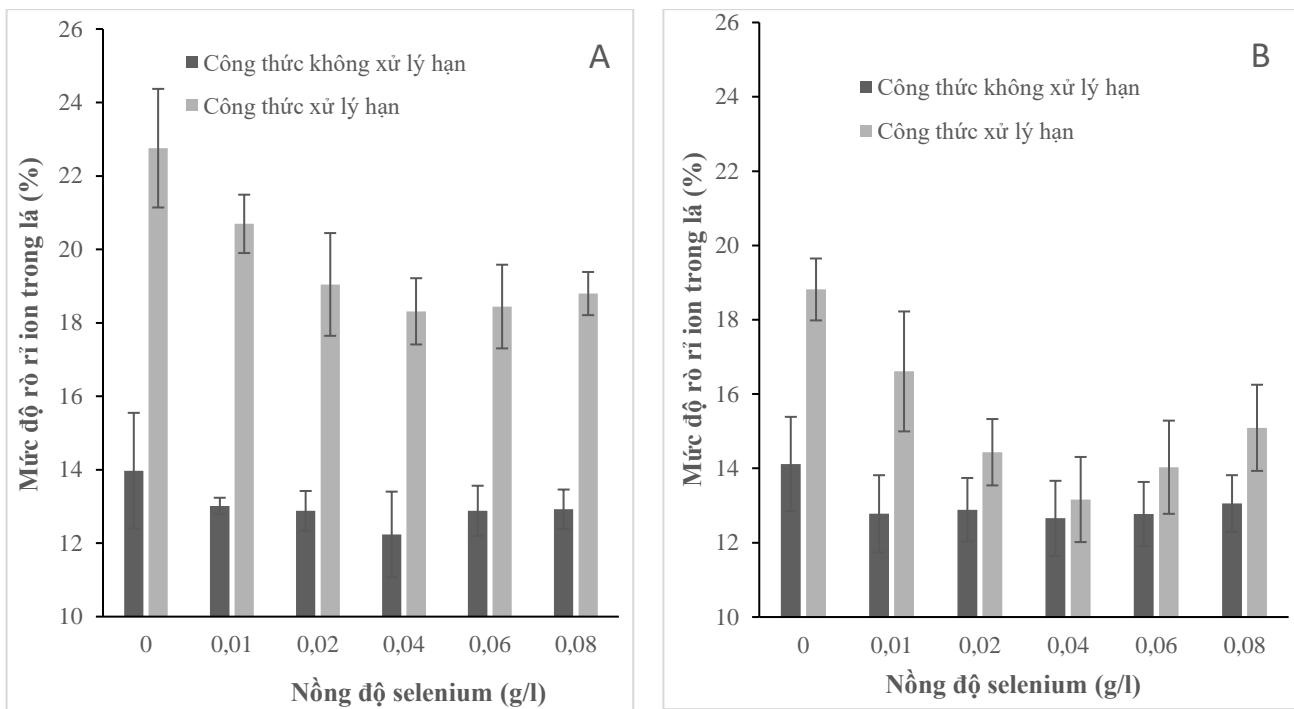 A
Công thức không xử lý hạn
Công thức xử lý hạn
Mức độ rò rỉ ion trong lá (%)
26
24
22
20
18
16
14
12
10
0 0,01 0,02 0,04 0,06 0,08
Nồng độ selenium (g/l)
B
Công thức không xử lý hạn
Công thức xử lý hạn
Mức độ rò rỉ ion trong lá (%)
26
24
22
20
18
16
14
12
10
0 0,01 0,02 0,04 0,06 0,08
Nồng độ selenium (g/l)